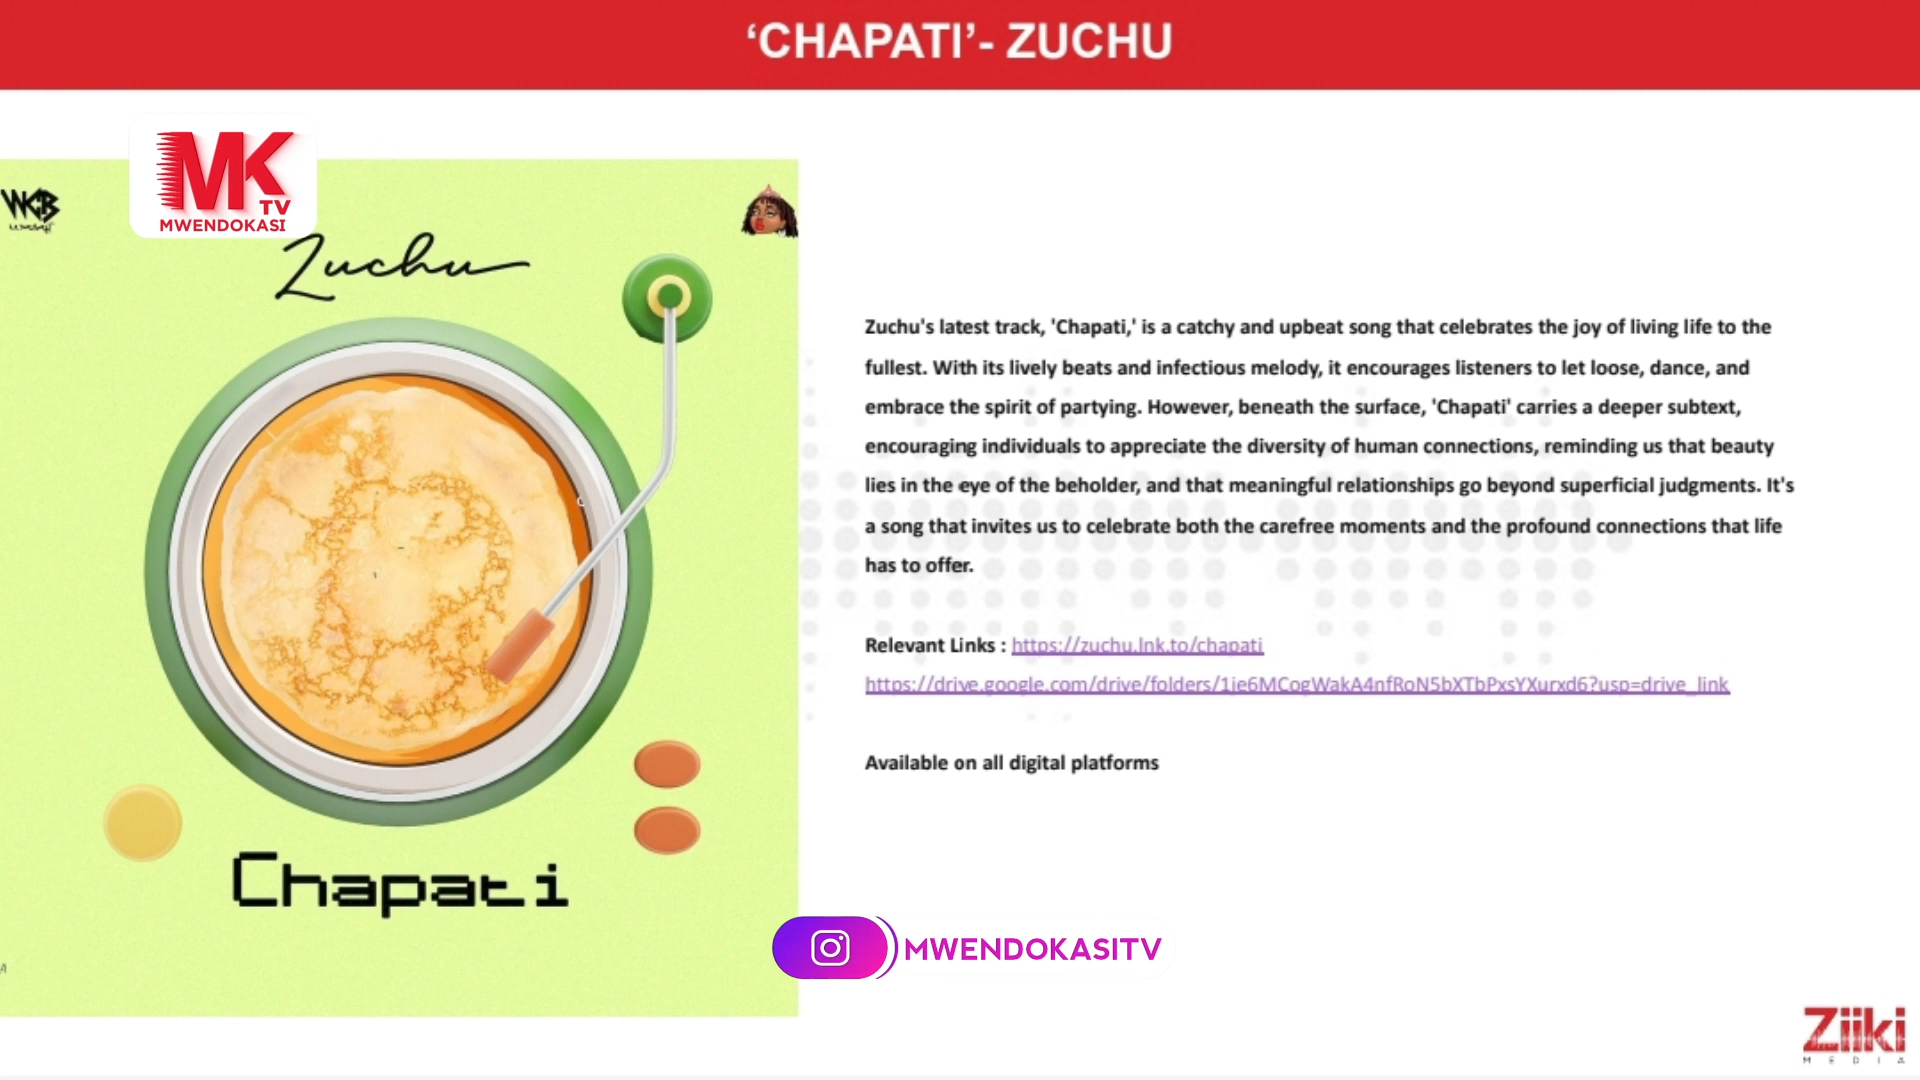 ‘CHAPATI’- ZUCHU
MK
TV
MWENDOKASI
WCB
Zuchu
Chapati
Zuchu's latest track, 'Chapati,' is a catchy and upbeat song that celebrates the joy of living life to the
fullest. With its lively beats and infectious melody, it encourages listeners to let loose, dance, and
embrace the spirit of partying. However, beneath the surface, 'Chapati' carries a deeper subtext,
encouraging individuals to appreciate the diversity of human connections, reminding us that beauty
lies in the eye of the beholder, and that meaningful relationships go beyond superficial judgments. It's
a song that invites us to celebrate both the carefree moments and the profound connections that life
has to offer.
Relevant Links : https://zuchu.lnk.to/chapati
https://drive.google.com/drive/folders/1je6MCogWakA4nfRoN5bXTbPxsYXurxd6?usp=drive_link
Available on all digital platforms
MWENDOKASITV
Ziiki
MEDIA